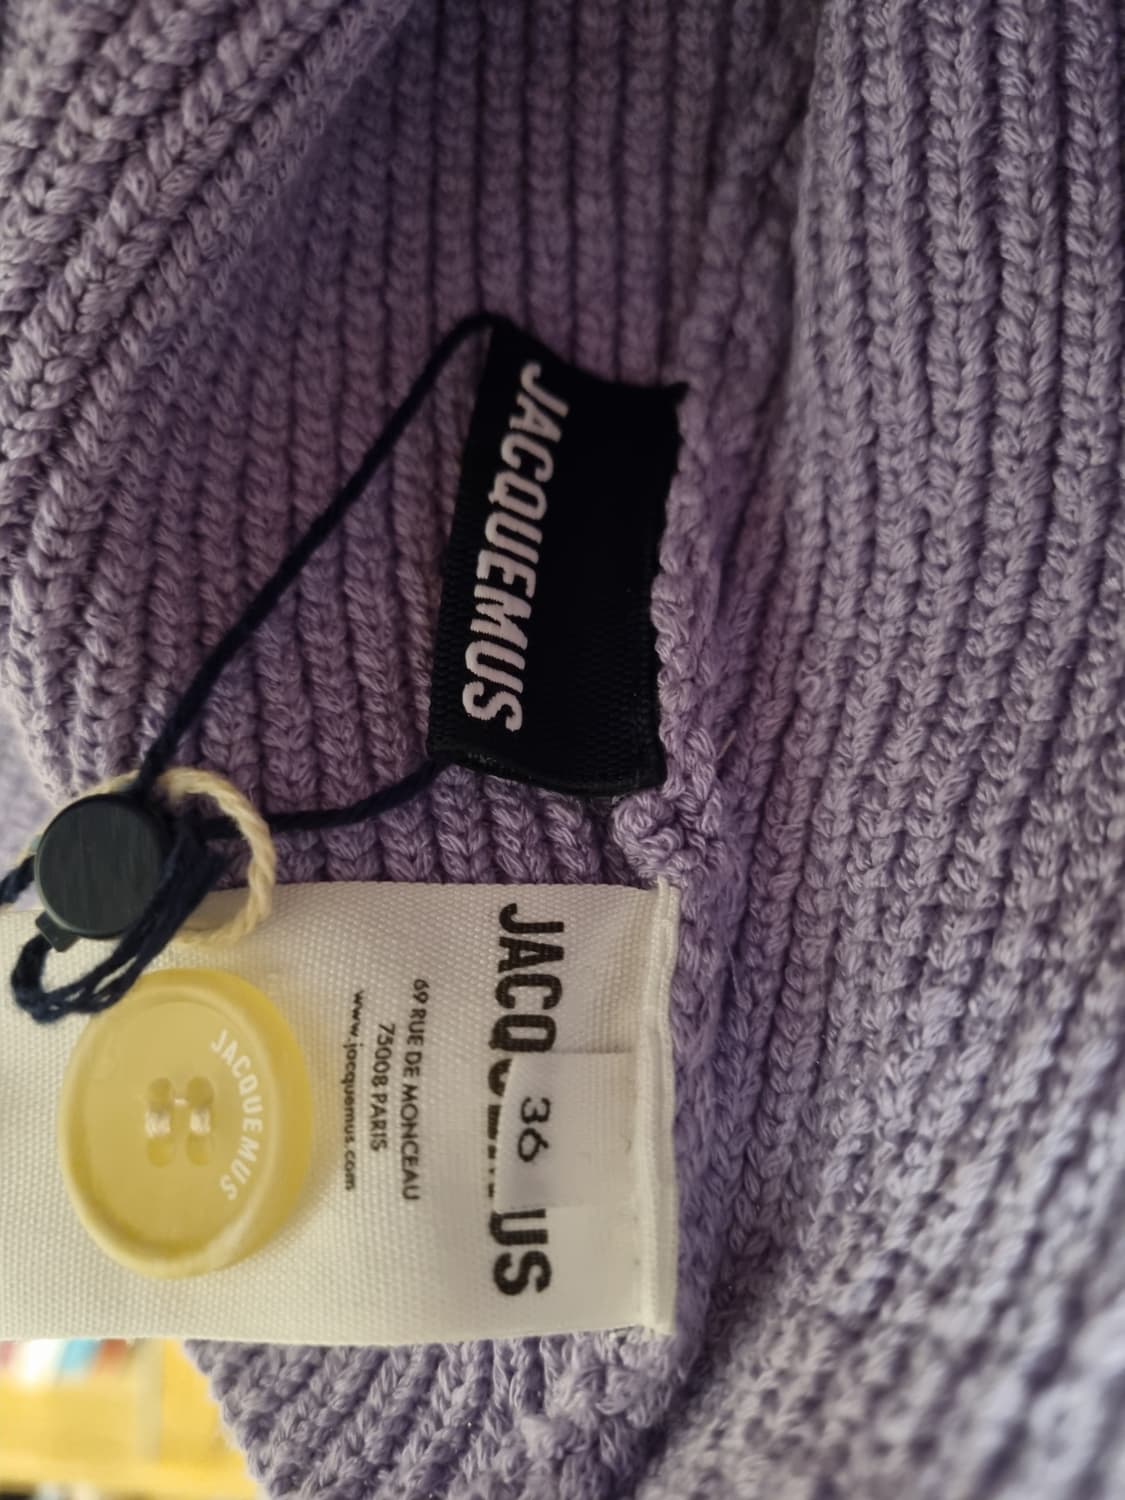 JACQUEMUS
36
JACQ US
69 RUE DE MONCEAU
75008 PARIS
www.jacquemus.com
JACQUEMUS